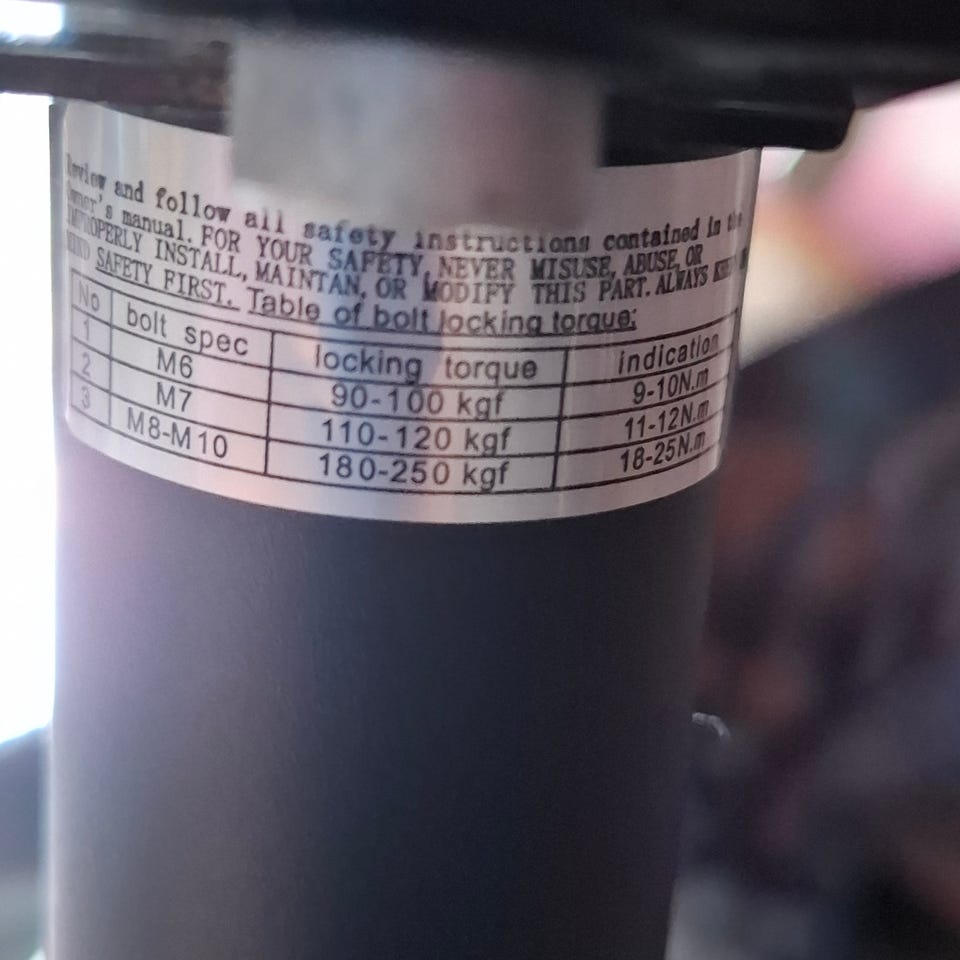 Review and follow all safety instructions contained in the
Owner's manual. FOR YOUR SAFETY, NEVER MISUSE, ABUSE, OR
IMPROPERLY INSTALL, MAINTAN, OR MODIFY THIS PART. ALWAYS
SAFETY FIRST. Table of bolt locking torque:
No bolt spec locking torque indication
1 M6 90-100 kgf 9-10N.m
2 M7 110-120 kgf 11-12N.m
3 M8-M10 180-250 kgf 18-25N.m